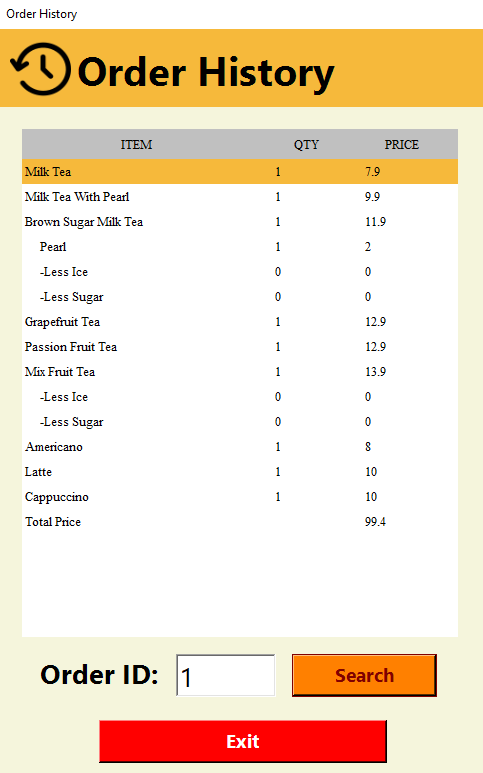 Order History
Order History
ITEM QTY PRICE
Milk Tea 1 7.9
Milk Tea With Pearl 1 9.9
Brown Sugar Milk Tea 1 11.9
Pearl 1 2
-Less Ice 0 0
-Less Sugar 0 0
Grapefruit Tea 1 12.9
Passion Fruit Tea 1 12.9
Mix Fruit Tea 1 13.9
-Less Ice 0 0
-Less Sugar 0 0
Americano 1 8
Latte 1 10
Cappuccino 1 10
Total Price 99.4
Order ID: 1 Search
Exit